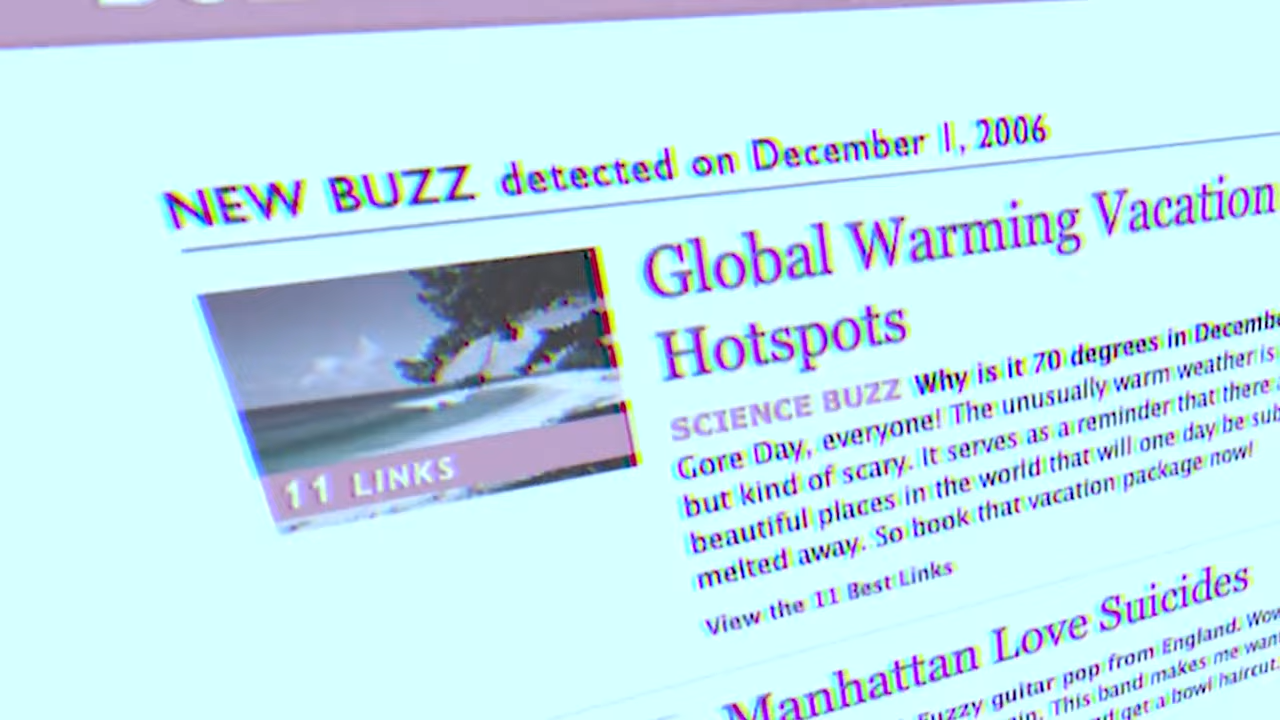 NEW BUZZ detected on December 1, 2006
Global Warming Vacation
Hotspots
SCIENCE BUZZ Why is it 70 degrees in
Gore Day, everyone! The unusually warm weather is
but kind of scary. It serves as a reminder that there
beautiful places in the world that will one day be
melted away. So book that vacation package now!
View the 11 Best Links
11 LINKS
Manhattan Love Suicides
Fuzzy guitar pop from England.
This band makes me
get a bowl haircut.